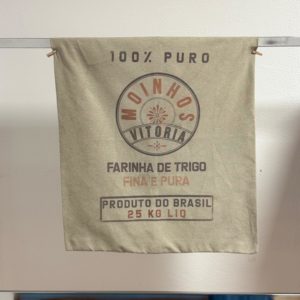 100% PURO
MOINHOS
VITORIA
FARINHA DE TRIGO
FINA E PURA
PRODUTO DO BRASIL
25 KG LIQ